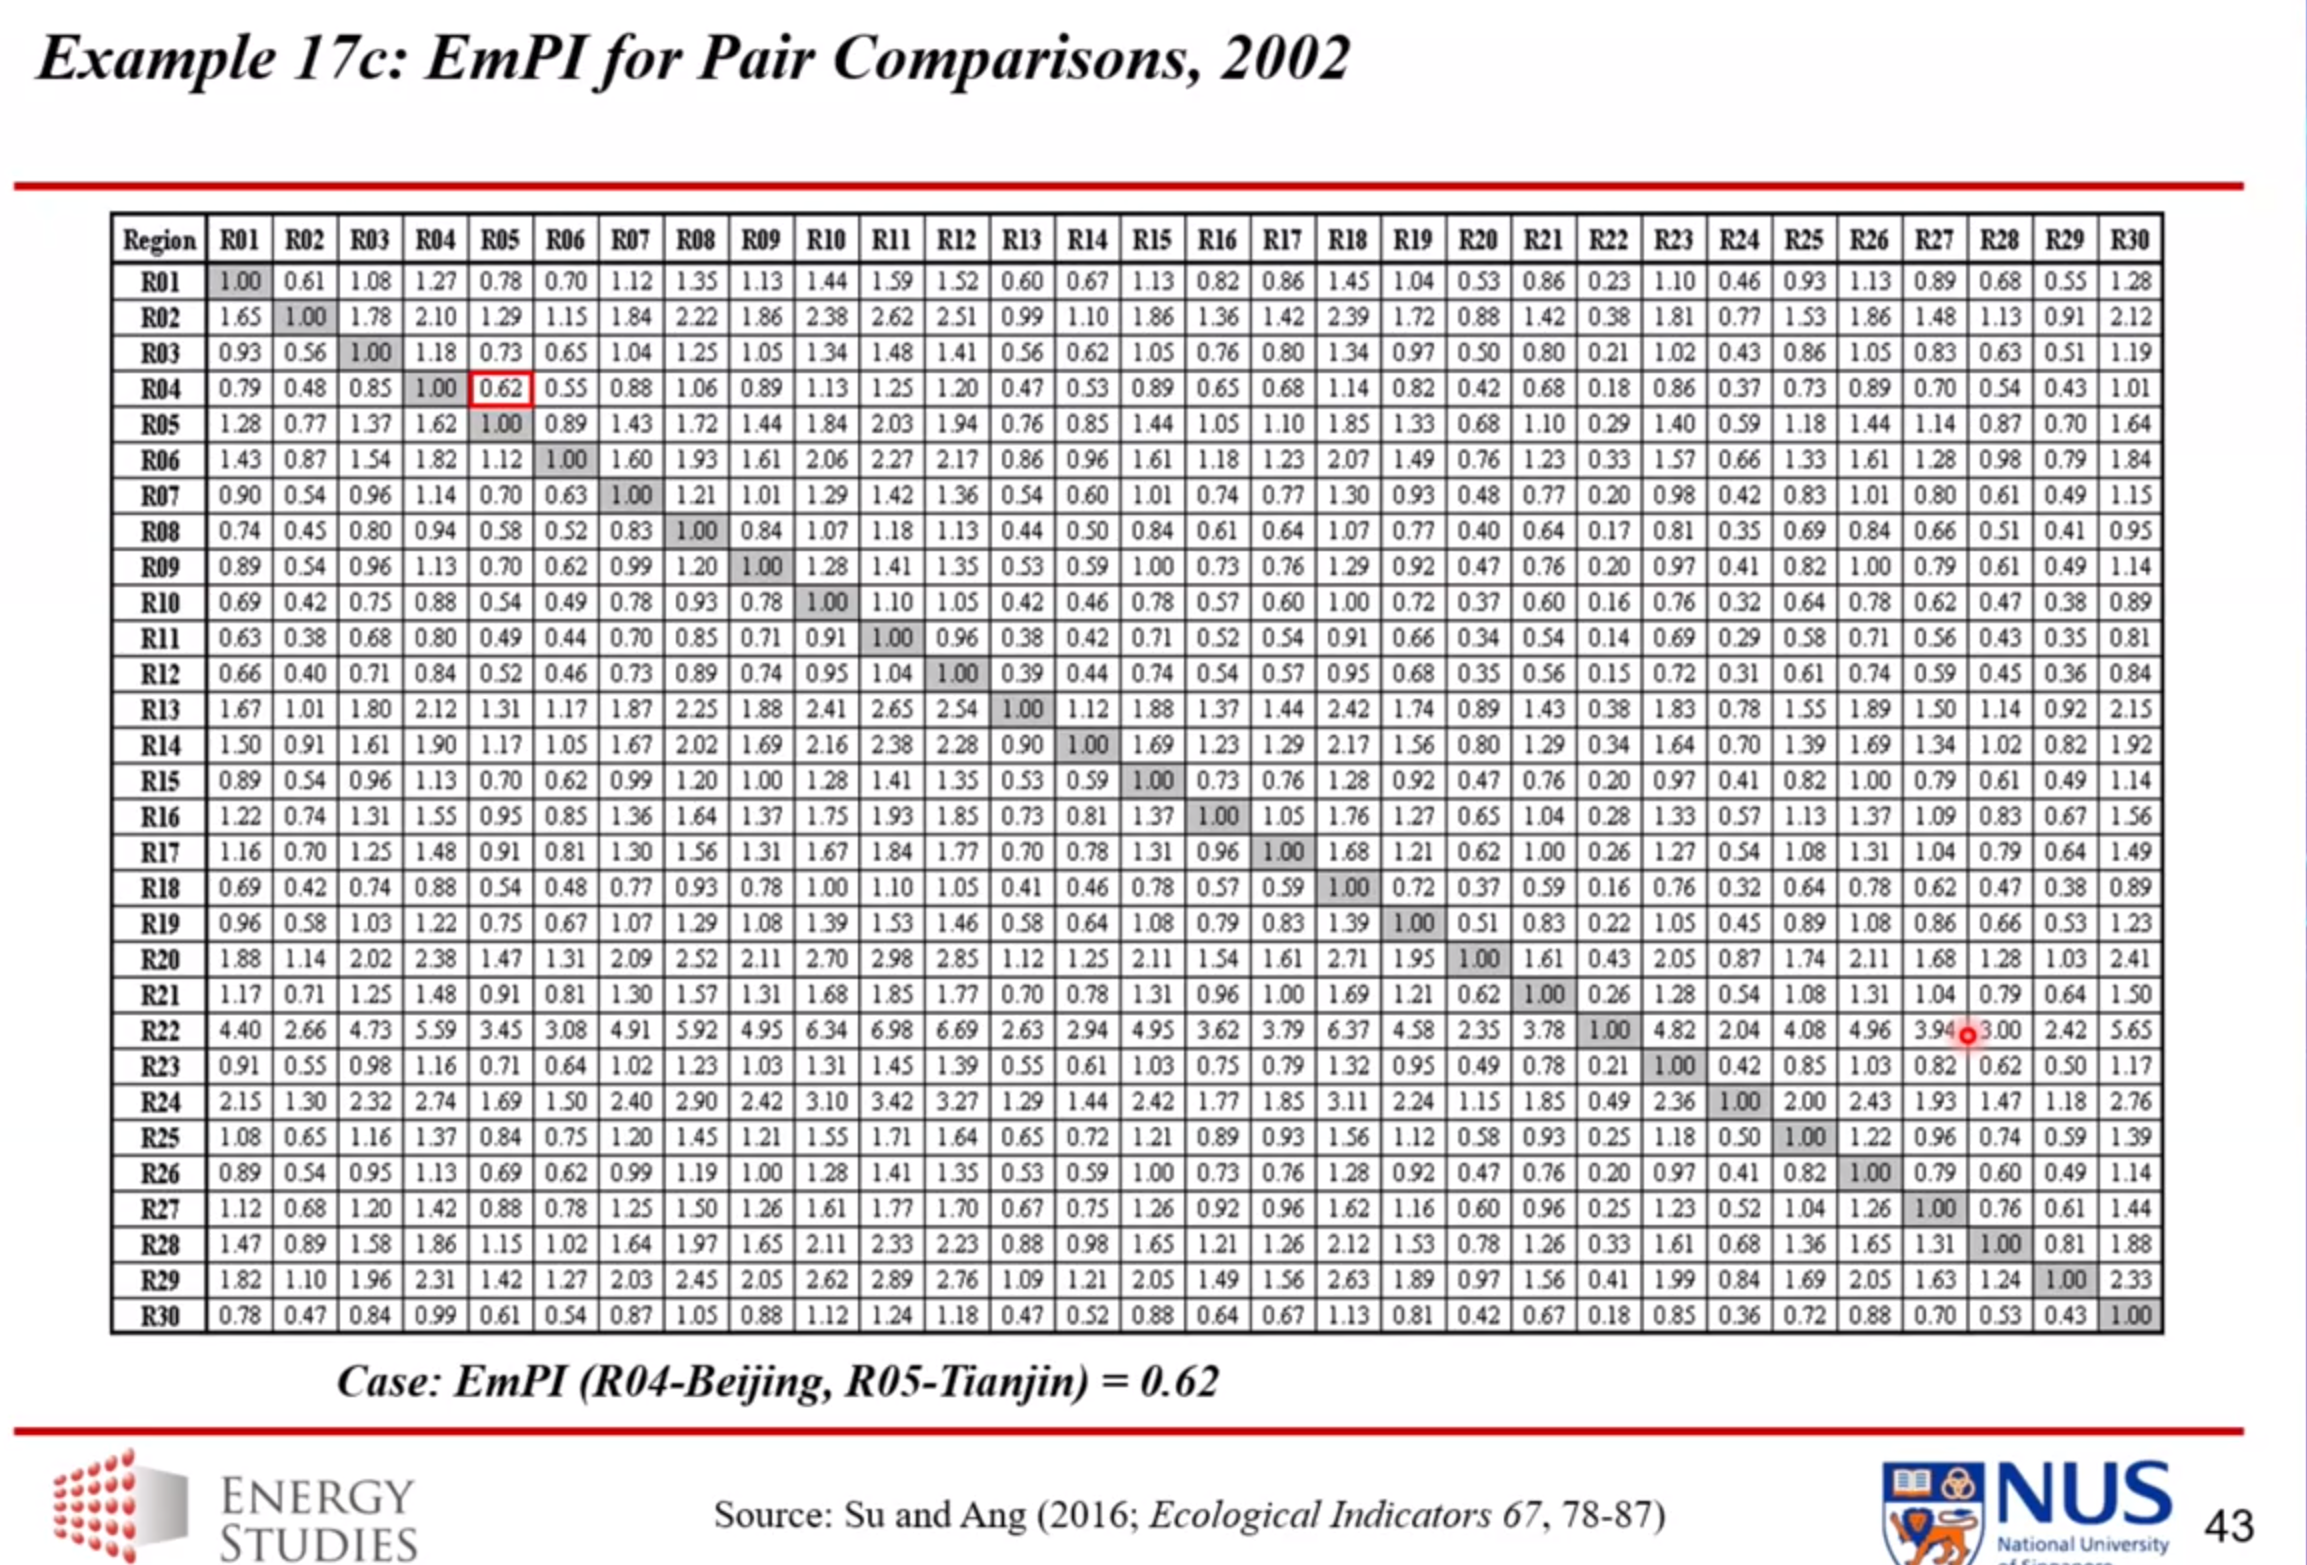 Example 17c: EmPI for Pair Comparisons, 2002
Region R01 R02 R03 R04 R05 R06 R07 R08 R09 R10 R11 R12 R13 R14 R15 R16 R17 R18 R19 R20 R21 R22 R23 R24 R25 R26 R27 R28 R29 R30
R01 1.00 0.61 1.08 1.27 0.78 0.70 1.12 1.35 1.13 1.44 1.59 1.52 0.60 0.67 1.13 0.82 0.86 1.45 1.04 0.53 0.86 0.23 1.10 0.46 0.93 1.13 0.89 0.68 0.55 1.28
R02 1.65 1.00 1.78 2.10 1.29 1.15 1.84 2.22 1.86 2.38 2.62 2.51 0.99 1.10 1.86 1.36 1.42 2.39 1.72 0.88 1.42 0.38 1.81 0.77 1.53 1.86 1.48 1.13 0.91 2.12
R03 0.93 0.56 1.00 1.18 0.73 0.65 1.04 1.25 1.05 1.34 1.48 1.41 0.56 0.62 1.05 0.76 0.80 1.34 0.97 0.50 0.80 0.21 1.02 0.43 0.86 1.05 0.83 0.63 0.51 1.19
R04 0.79 0.48 0.85 1.00 0.62 0.55 0.88 1.06 0.89 1.13 1.25 1.20 0.47 0.53 0.89 0.65 0.68 1.14 0.82 0.42 0.68 0.18 0.86 0.37 0.73 0.89 0.70 0.54 0.43 1.01
R05 1.28 0.77 1.37 1.62 1.00 0.89 1.43 1.72 1.44 1.84 2.03 1.94 0.76 0.85 1.44 1.05 1.10 1.85 1.33 0.68 1.10 0.29 1.40 0.59 1.18 1.44 1.14 0.87 0.70 1.64
R06 1.43 0.87 1.54 1.82 1.12 1.00 1.60 1.93 1.61 2.06 2.27 2.17 0.86 0.96 1.61 1.18 1.23 2.07 1.49 0.76 1.23 0.33 1.57 0.66 1.33 1.61 1.28 0.98 0.79 1.84
R07 0.90 0.54 0.96 1.14 0.70 0.63 1.00 1.21 1.01 1.29 1.42 1.36 0.54 0.60 1.01 0.74 0.77 1.30 0.93 0.48 0.77 0.20 0.98 0.42 0.83 1.01 0.80 0.61 0.49 1.15
R08 0.74 0.45 0.80 0.94 0.58 0.52 0.83 1.00 0.84 1.07 1.18 1.13 0.44 0.50 0.84 0.61 0.64 1.07 0.77 0.40 0.64 0.17 0.81 0.35 0.69 0.84 0.66 0.51 0.41 0.95
R09 0.89 0.54 0.96 1.13 0.70 0.62 0.99 1.20 1.00 1.28 1.41 1.35 0.53 0.59 1.00 0.73 0.76 1.29 0.92 0.47 0.76 0.20 0.97 0.41 0.82 1.00 0.79 0.61 0.49 1.14
R10 0.69 0.42 0.75 0.88 0.54 0.49 0.78 0.93 0.78 1.00 1.10 1.05 0.42 0.46 0.78 0.57 0.60 1.00 0.72 0.37 0.60 0.16 0.76 0.32 0.64 0.78 0.62 0.47 0.38 0.89
R11 0.63 0.38 0.68 0.80 0.49 0.44 0.70 0.85 0.71 0.91 1.00 0.96 0.38 0.42 0.71 0.52 0.54 0.91 0.66 0.34 0.54 0.14 0.69 0.29 0.58 0.71 0.56 0.43 0.35 0.81
R12 0.66 0.40 0.71 0.84 0.52 0.46 0.73 0.89 0.74 0.95 1.04 1.00 0.39 0.44 0.74 0.54 0.57 0.95 0.68 0.35 0.56 0.15 0.72 0.31 0.61 0.74 0.59 0.45 0.36 0.84
R13 1.67 1.01 1.80 2.12 1.31 1.17 1.87 2.25 1.88 2.41 2.65 2.54 1.00 1.12 1.88 1.37 1.44 2.42 1.74 0.89 1.43 0.38 1.83 0.78 1.55 1.89 1.50 1.14 0.92 2.15
R14 1.50 0.91 1.61 1.90 1.17 1.05 1.67 2.02 1.69 2.16 2.38 2.28 0.90 1.00 1.69 1.23 1.29 2.17 1.56 0.80 1.29 0.34 1.64 0.70 1.39 1.69 1.34 1.02 0.82 1.92
R15 0.89 0.54 0.96 1.13 0.70 0.62 0.99 1.20 1.00 1.28 1.41 1.35 0.53 0.59 1.00 0.73 0.76 1.28 0.92 0.47 0.76 0.20 0.97 0.41 0.82 1.00 0.79 0.61 0.49 1.14
R16 1.22 0.74 1.31 1.55 0.95 0.85 1.36 1.64 1.37 1.75 1.93 1.85 0.73 0.81 1.37 1.00 1.05 1.76 1.27 0.65 1.04 0.28 1.33 0.57 1.13 1.37 1.09 0.83 0.67 1.56
R17 1.16 0.70 1.25 1.48 0.91 0.81 1.30 1.56 1.31 1.67 1.84 1.77 0.70 0.78 1.31 0.96 1.00 1.68 1.21 0.62 1.00 0.26 1.27 0.54 1.08 1.31 1.04 0.79 0.64 1.49
R18 0.69 0.42 0.74 0.88 0.54 0.48 0.77 0.93 0.78 1.00 1.10 1.05 0.41 0.46 0.78 0.57 0.59 1.00 0.72 0.37 0.59 0.16 0.76 0.32 0.64 0.78 0.62 0.47 0.38 0.89
R19 0.96 0.58 1.03 1.22 0.75 0.67 1.07 1.29 1.08 1.39 1.53 1.46 0.58 0.64 1.08 0.79 0.83 1.39 1.00 0.51 0.83 0.22 1.05 0.45 0.89 1.08 0.86 0.66 0.53 1.23
R20 1.88 1.14 2.02 2.38 1.47 1.31 2.09 2.52 2.11 2.70 2.98 2.85 1.12 1.25 2.11 1.54 1.61 2.71 1.95 1.00 1.61 0.43 2.05 0.87 1.74 2.11 1.68 1.28 1.03 2.41
R21 1.17 0.71 1.25 1.48 0.91 0.81 1.30 1.57 1.31 1.68 1.85 1.77 0.70 0.78 1.31 0.96 1.00 1.69 1.21 0.62 1.00 0.26 1.28 0.54 1.08 1.31 1.04 0.79 0.64 1.50
R22 4.40 2.66 4.73 5.59 3.45 3.08 4.91 5.92 4.95 6.34 6.98 6.69 2.63 2.94 4.95 3.62 3.79 6.37 4.58 2.35 3.78 1.00 4.82 2.04 4.08 4.96 3.94 3.00 2.42 5.65
R23 0.91 0.55 0.98 1.16 0.71 0.64 1.02 1.23 1.03 1.31 1.45 1.39 0.55 0.61 1.03 0.75 0.79 1.32 0.95 0.49 0.78 0.21 1.00 0.42 0.85 1.03 0.82 0.62 0.50 1.17
R24 2.15 1.30 2.32 2.74 1.69 1.50 2.40 2.90 2.42 3.10 3.42 3.27 1.29 1.44 2.42 1.77 1.85 3.11 2.24 1.15 1.85 0.49 2.36 1.00 2.00 2.43 1.93 1.47 1.18 2.76
R25 1.08 0.65 1.16 1.37 0.84 0.75 1.20 1.45 1.21 1.55 1.71 1.64 0.65 0.72 1.21 0.89 0.93 1.56 1.12 0.58 0.93 0.25 1.18 0.50 1.00 1.22 0.96 0.74 0.59 1.39
R26 0.89 0.54 0.95 1.13 0.69 0.62 0.99 1.19 1.00 1.28 1.41 1.35 0.53 0.59 1.00 0.73 0.76 1.28 0.92 0.47 0.76 0.20 0.97 0.41 0.82 1.00 0.79 0.60 0.49 1.14
R27 1.12 0.68 1.20 1.42 0.88 0.78 1.25 1.50 1.26 1.61 1.77 1.70 0.67 0.75 1.26 0.92 0.96 1.62 1.16 0.60 0.96 0.25 1.23 0.52 1.04 1.26 1.00 0.76 0.61 1.44
R28 1.47 0.89 1.58 1.86 1.15 1.02 1.64 1.97 1.65 2.11 2.33 2.23 0.88 0.98 1.65 1.21 1.26 2.12 1.53 0.78 1.26 0.33 1.61 0.68 1.36 1.65 1.31 1.00 0.81 1.88
R29 1.82 1.10 1.96 2.31 1.42 1.27 2.03 2.45 2.05 2.62 2.89 2.76 1.09 1.21 2.05 1.49 1.56 2.63 1.89 0.97 1.56 0.41 1.99 0.84 1.69 2.05 1.63 1.24 1.00 2.33
R30 0.78 0.47 0.84 0.99 0.61 0.54 0.87 1.05 0.88 1.12 1.24 1.18 0.47 0.52 0.88 0.64 0.67 1.13 0.81 0.42 0.67 0.18 0.85 0.36 0.72 0.88 0.70 0.53 0.43 1.00
Case: EmPI (R04-Beijing, R05-Tianjin) = 0.62
ENERGY
STUDIES
Source: Su and Ang (2016; Ecological Indicators 67, 78-87)
NUS
National University
43